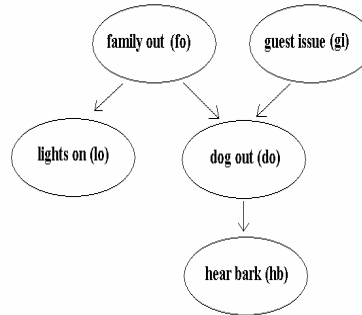 family out (fo)
guest issue (gi)
lights on (lo)
dog out (do)
hear bark (hb)